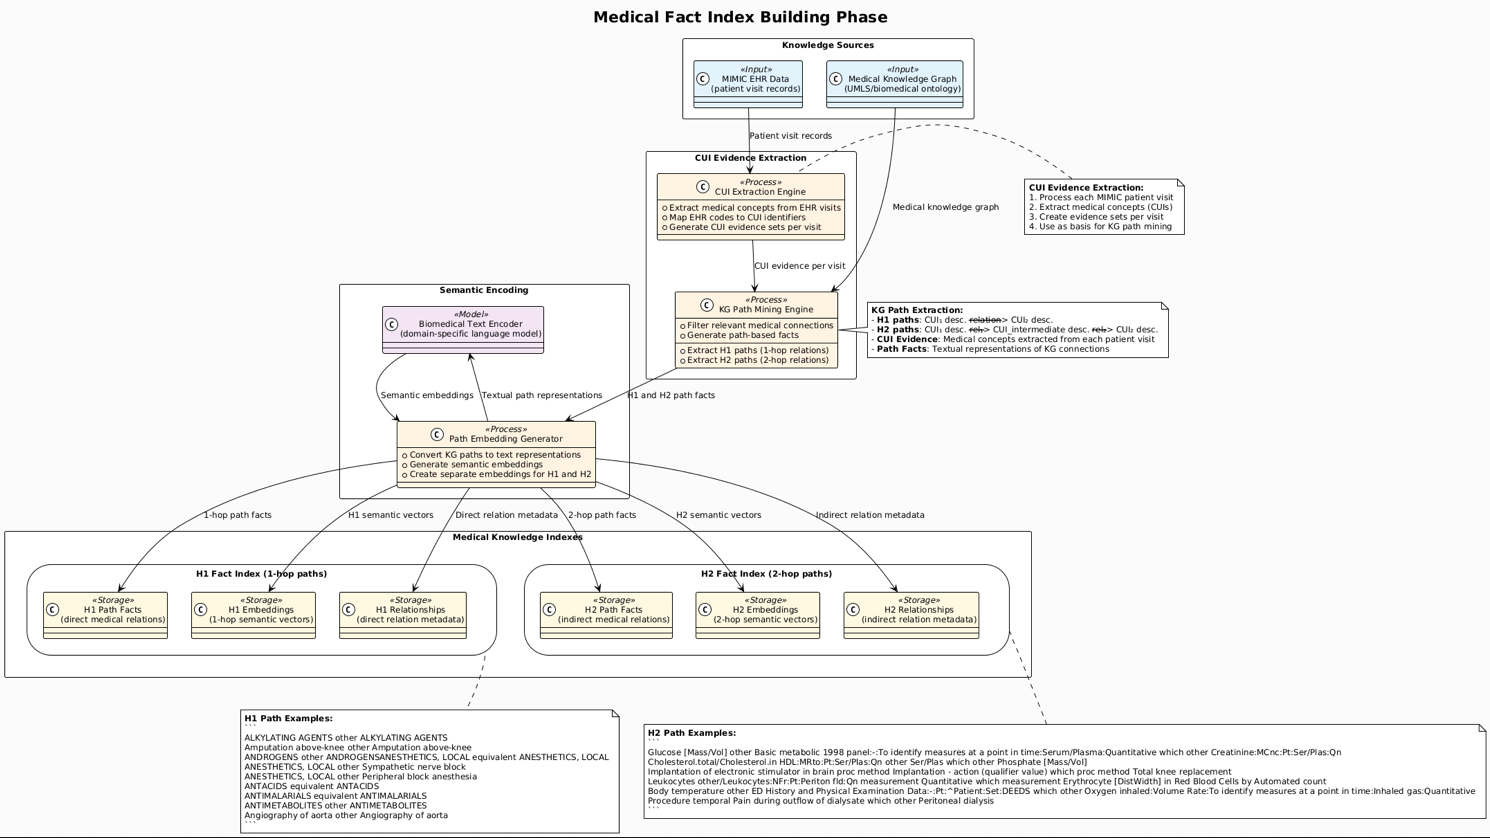 Medical Fact Index Building Phase
Knowledge Sources
«Input»
C
MIMIC EHR Data
(patient visit records)
«Input»
C
Medical Knowledge Graph
(UMLS/biomedical ontology)
Patient visit records
CUI Evidence Extraction
«Process»
C
CUI Extraction Engine
Extract medical concepts from EHR visits
Map EHR codes to CUI identifiers
Generate CUI evidence sets per visit
Medical knowledge graph
CUI Evidence Extraction:
1. Process each MIMIC patient visit
2. Extract medical concepts (CUIs)
3. Create evidence sets per visit
4. Use as basis for KG path mining
CUI evidence per visit
«Process»
C
KG Path Mining Engine
Filter relevant medical connections
Generate path-based facts
Extract H1 paths (1-hop relations)
Extract H2 paths (2-hop relations)
KG Path Extraction:
- H1 paths: CUI₁ desc. relation> CUI₂ desc.
- H2 paths: CUI₁ desc. rel₁> CUI_intermediate desc. rel₂> CUI₂ desc.
- CUI Evidence: Medical concepts extracted from each patient visit
- Path Facts: Textual representations of KG connections
Semantic Encoding
«Model»
C
Biomedical Text Encoder
(domain-specific language model)
Semantic embeddings
Textual path representations
H1 and H2 path facts
«Process»
C
Path Embedding Generator
Convert KG paths to text representations
Generate semantic embeddings
Create separate embeddings for H1 and H2
1-hop path facts
H1 semantic vectors
Direct relation metadata
2-hop path facts
H2 semantic vectors
Indirect relation metadata
Medical Knowledge Indexes
H1 Fact Index (1-hop paths)
«Storage»
C
H1 Path Facts
(direct medical relations)
«Storage»
C
H1 Embeddings
(1-hop semantic vectors)
«Storage»
C
H1 Relationships
(direct relation metadata)
H2 Fact Index (2-hop paths)
«Storage»
C
H2 Path Facts
(indirect medical relations)
«Storage»
C
H2 Embeddings
(2-hop semantic vectors)
«Storage»
C
H2 Relationships
(indirect relation metadata)
H1 Path Examples:
```
ALKYLATING AGENTS other ALKYLATING AGENTS
Amputation above-knee other Amputation above-knee
ANDROGENS other ANDROGENSANESTHETICS, LOCAL equivalent ANESTHETICS, LOCAL
ANESTHETICS, LOCAL other Sympathetic nerve block
ANESTHETICS, LOCAL other Peripheral block anesthesia
ANTACIDS equivalent ANTACIDS
ANTIMALARIALS equivalent ANTIMALARIALS
ANTIMETABOLITES other ANTIMETABOLITES
Angiography of aorta other Angiography of aorta
```
H2 Path Examples:
```
Glucose [Mass/Vol] other Basic metabolic 1998 panel:-:To identify measures at a point in time:Serum/Plasma:Quantitative which other Creatinine:MCnc:Pt:Ser/Plas:Qn
Cholesterol.total/Cholesterol.in HDL:MRto:Pt:Ser/Plas:Qn other Ser/Plas which other Phosphate [Mass/Vol]
Implantation of electronic stimulator in brain proc method Implantation - action (qualifier value) which proc method Total knee replacement
Leukocytes other/Leukocytes:NFr:Pt:Periton fld:Qn measurement Quantitative which measurement Erythrocyte [DistWidth] in Red Blood Cells by Automated count
Body temperature other ED History and Physical Examination Data:-:Pt:^Patient:Set:DEEDS which other Oxygen inhaled:Volume Rate:To identify measures at a point in time:Inhaled gas:Quantitative
Procedure temporal Pain during outflow of dialysate which other Peritoneal dialysis
```